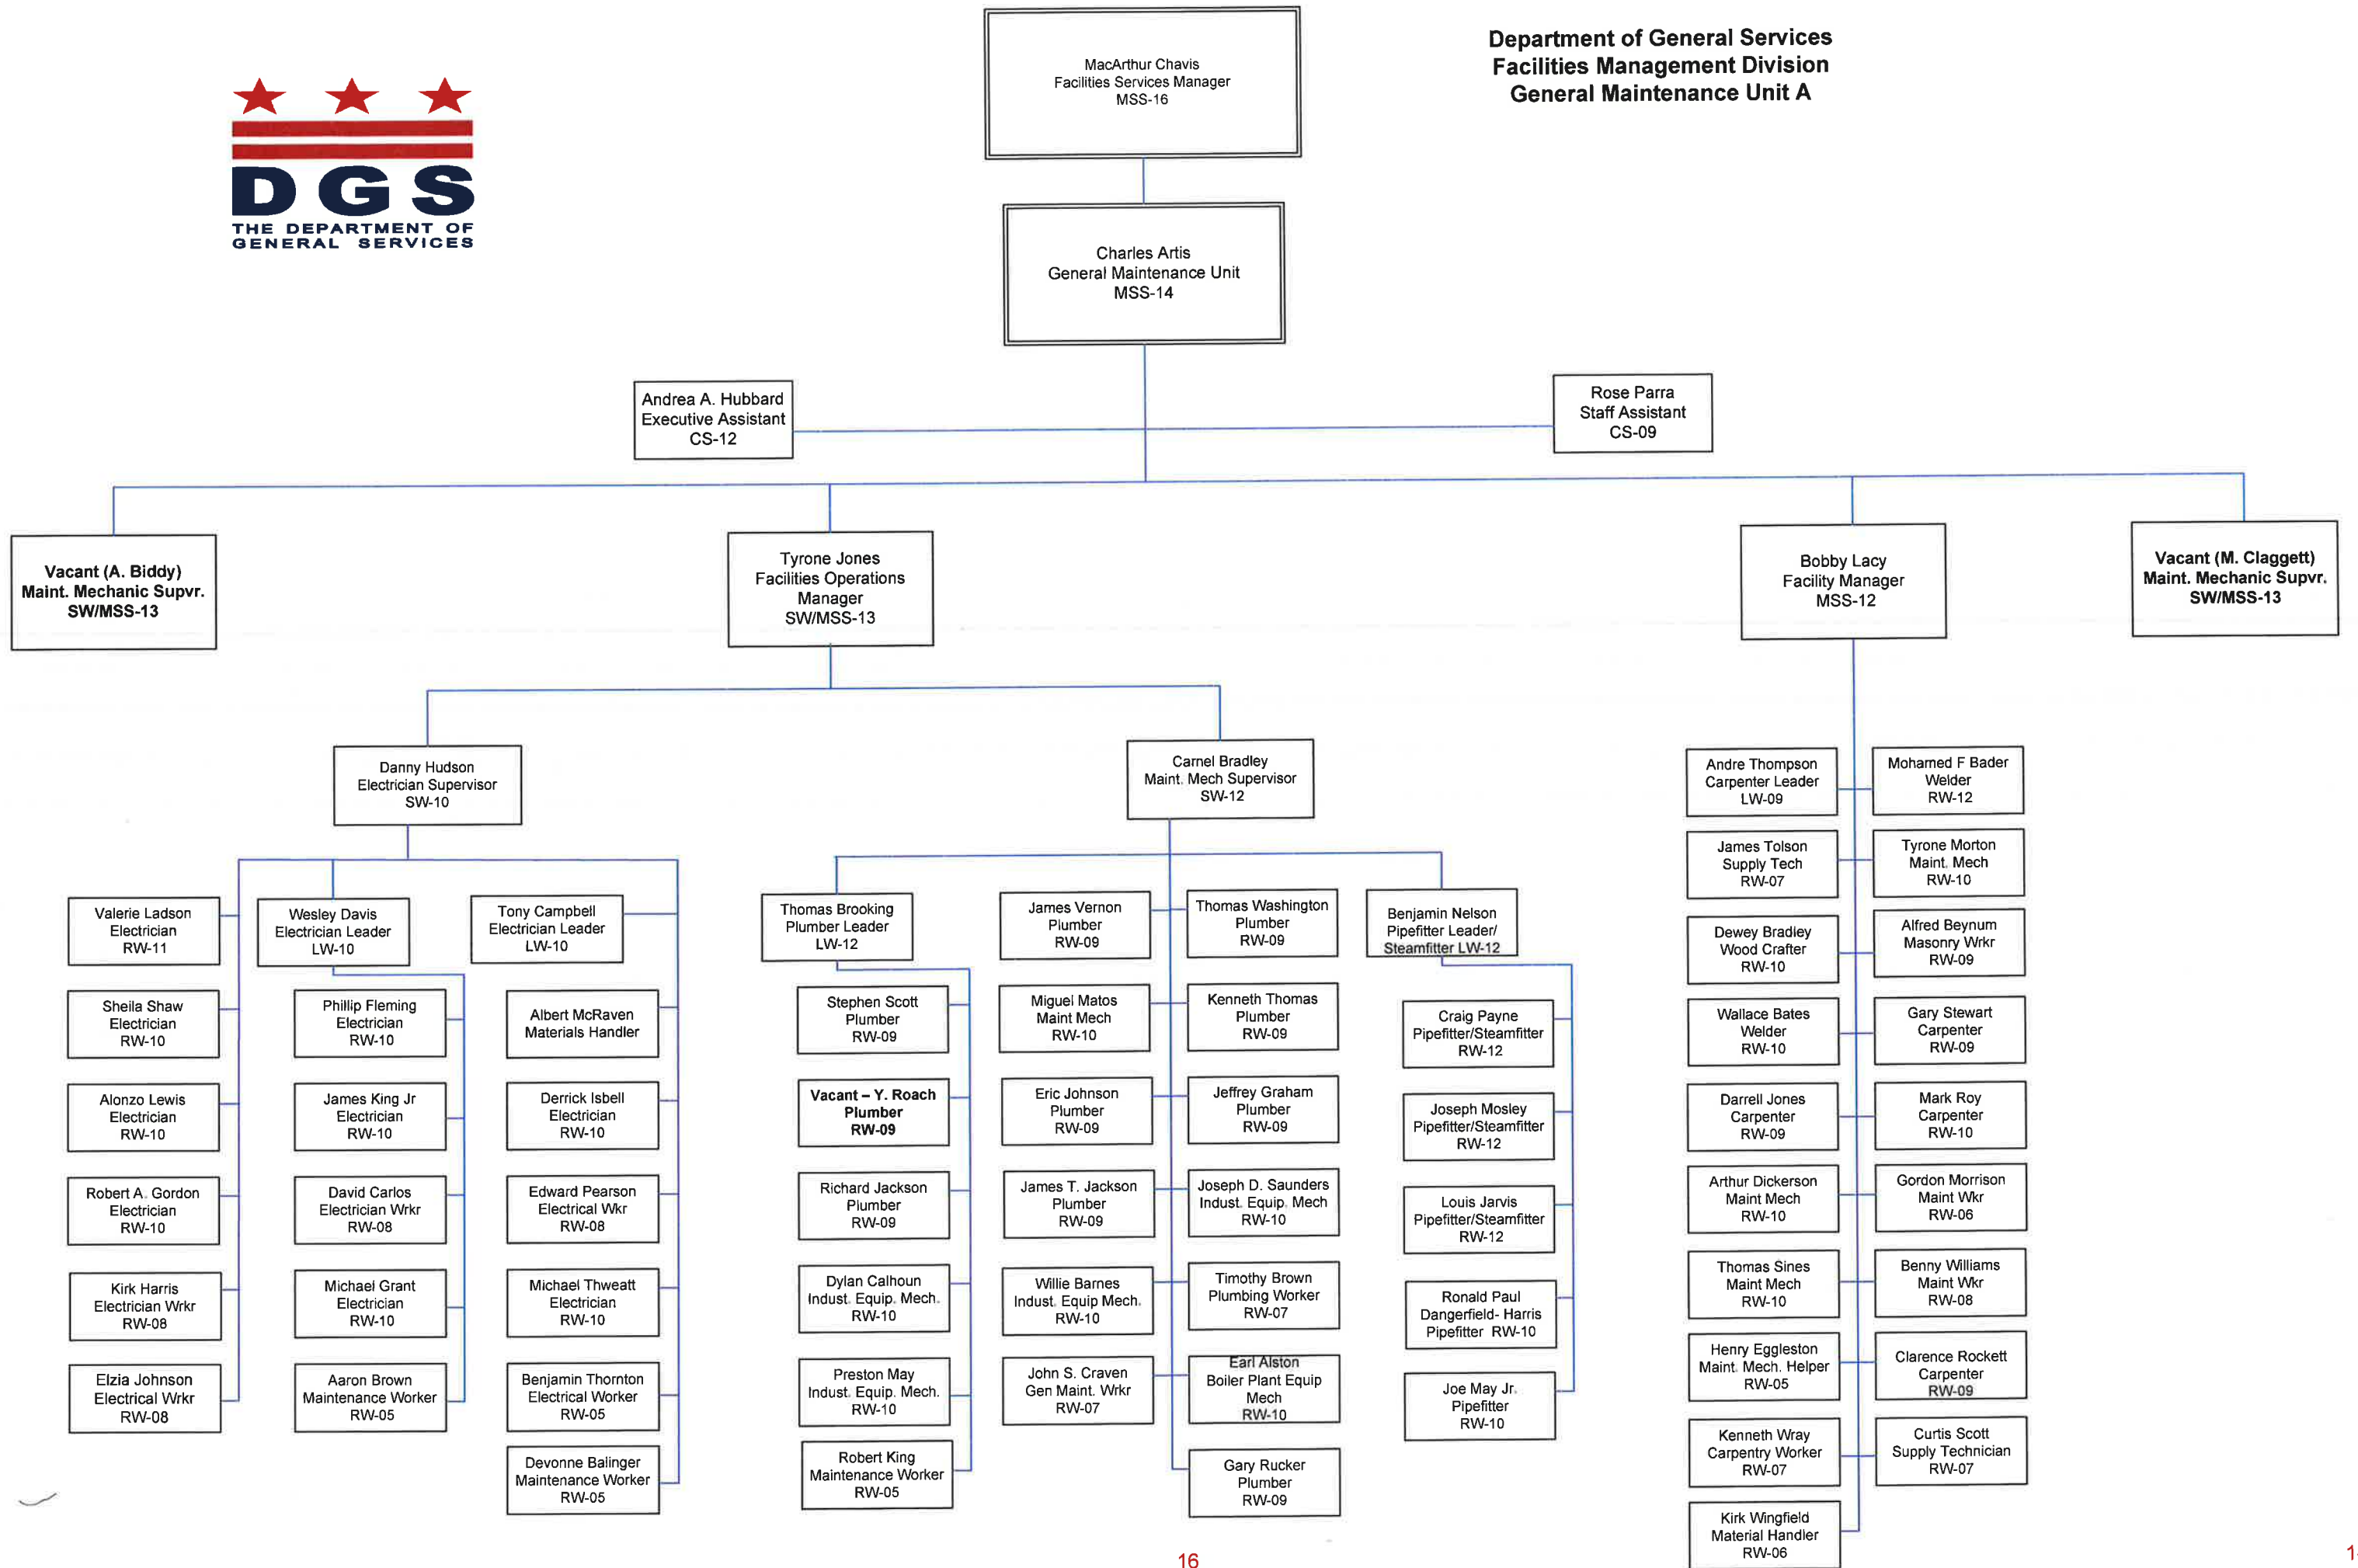 Department of General Services
Facilities Management Division
General Maintenance Unit A
DGS
THE DEPARTMENT OF
GENERAL SERVICES
MacArthur Chavis
Facilities Services Manager
MSS-16
Charles Artis
General Maintenance Unit
MSS-14
Andrea A. Hubbard
Executive Assistant
CS-12
Rose Parra
Staff Assistant
CS-09
Vacant (A. Biddy)
Maint. Mechanic Supvr.
SW/MSS-13
Tyrone Jones
Facilities Operations
Manager
SW/MSS-13
Bobby Lacy
Facility Manager
MSS-12
Vacant (M. Claggett)
Maint. Mechanic Supvr.
SW/MSS-13
Danny Hudson
Electrician Supervisor
SW-10
Carnel Bradley
Maint. Mech Supervisor
SW-12
Valerie Ladson
Electrician
RW-11
Sheila Shaw
Electrician
RW-10
Alonzo Lewis
Electrician
RW-10
Robert A. Gordon
Electrician
RW-10
Kirk Harris
Electrician Wrkr
RW-08
Elzia Johnson
Electrical Wrkr
RW-08
Wesley Davis
Electrician Leader
LW-10
Phillip Fleming
Electrician
RW-10
James King Jr
Electrician
RW-10
David Carlos
Electrician Wrkr
RW-08
Michael Grant
Electrician
RW-10
Aaron Brown
Maintenance Worker
RW-05
Tony Campbell
Electrician Leader
LW-10
Albert McRaven
Materials Handler
Derrick Isbell
Electrician
RW-10
Edward Pearson
Electrical Wkr
RW-08
Michael Thweatt
Electrician
RW-10
Benjamin Thornton
Electrical Worker
RW-05
Devonne Balinger
Maintenance Worker
RW-05
Thomas Brooking
Plumber Leader
LW-12
Stephen Scott
Plumber
RW-09
Vacant – Y. Roach
Plumber
RW-09
Richard Jackson
Plumber
RW-09
Dylan Calhoun
Indust. Equip. Mech.
RW-10
Preston May
Indust. Equip. Mech.
RW-10
Robert King
Maintenance Worker
RW-05
James Vernon
Plumber
RW-09
Miguel Matos
Maint Mech
RW-10
Eric Johnson
Plumber
RW-09
James T. Jackson
Plumber
RW-09
Willie Barnes
Indust. Equip Mech.
RW-10
John S. Craven
Gen Maint. Wrkr
RW-07
Thomas Washington
Plumber
RW-09
Kenneth Thomas
Plumber
RW-09
Jeffrey Graham
Plumber
RW-09
Joseph D. Saunders
Indust. Equip. Mech
RW-10
Timothy Brown
Plumbing Worker
RW-07
Earl Alston
Boiler Plant Equip
Mech
RW-10
Gary Rucker
Plumber
RW-09
Benjamin Nelson
Pipefitter Leader/
Steamfitter LW-12
Craig Payne
Pipefitter/Steamfitter
RW-12
Joseph Mosley
Pipefitter/Steamfitter
RW-12
Louis Jarvis
Pipefitter/Steamfitter
RW-12
Ronald Paul
Dangerfield- Harris
Pipefitter RW-10
Joe May Jr.
Pipefitter
RW-10
Andre Thompson
Carpenter Leader
LW-09
James Tolson
Supply Tech
RW-07
Dewey Bradley
Wood Crafter
RW-10
Wallace Bates
Welder
RW-10
Darrell Jones
Carpenter
RW-09
Arthur Dickerson
Maint Mech
RW-10
Thomas Sines
Maint Mech
RW-10
Henry Eggleston
Maint. Mech. Helper
RW-05
Kenneth Wray
Carpentry Worker
RW-07
Kirk Wingfield
Material Handler
RW-06
Mohamed F Bader
Welder
RW-12
Tyrone Morton
Maint. Mech
RW-10
Alfred Beynum
Masonry Wrkr
RW-09
Gary Stewart
Carpenter
RW-09
Mark Roy
Carpenter
RW-10
Gordon Morrison
Maint Wkr
RW-06
Benny Williams
Maint Wkr
RW-08
Clarence Rockett
Carpenter
RW-09
Curtis Scott
Supply Technician
RW-07
16